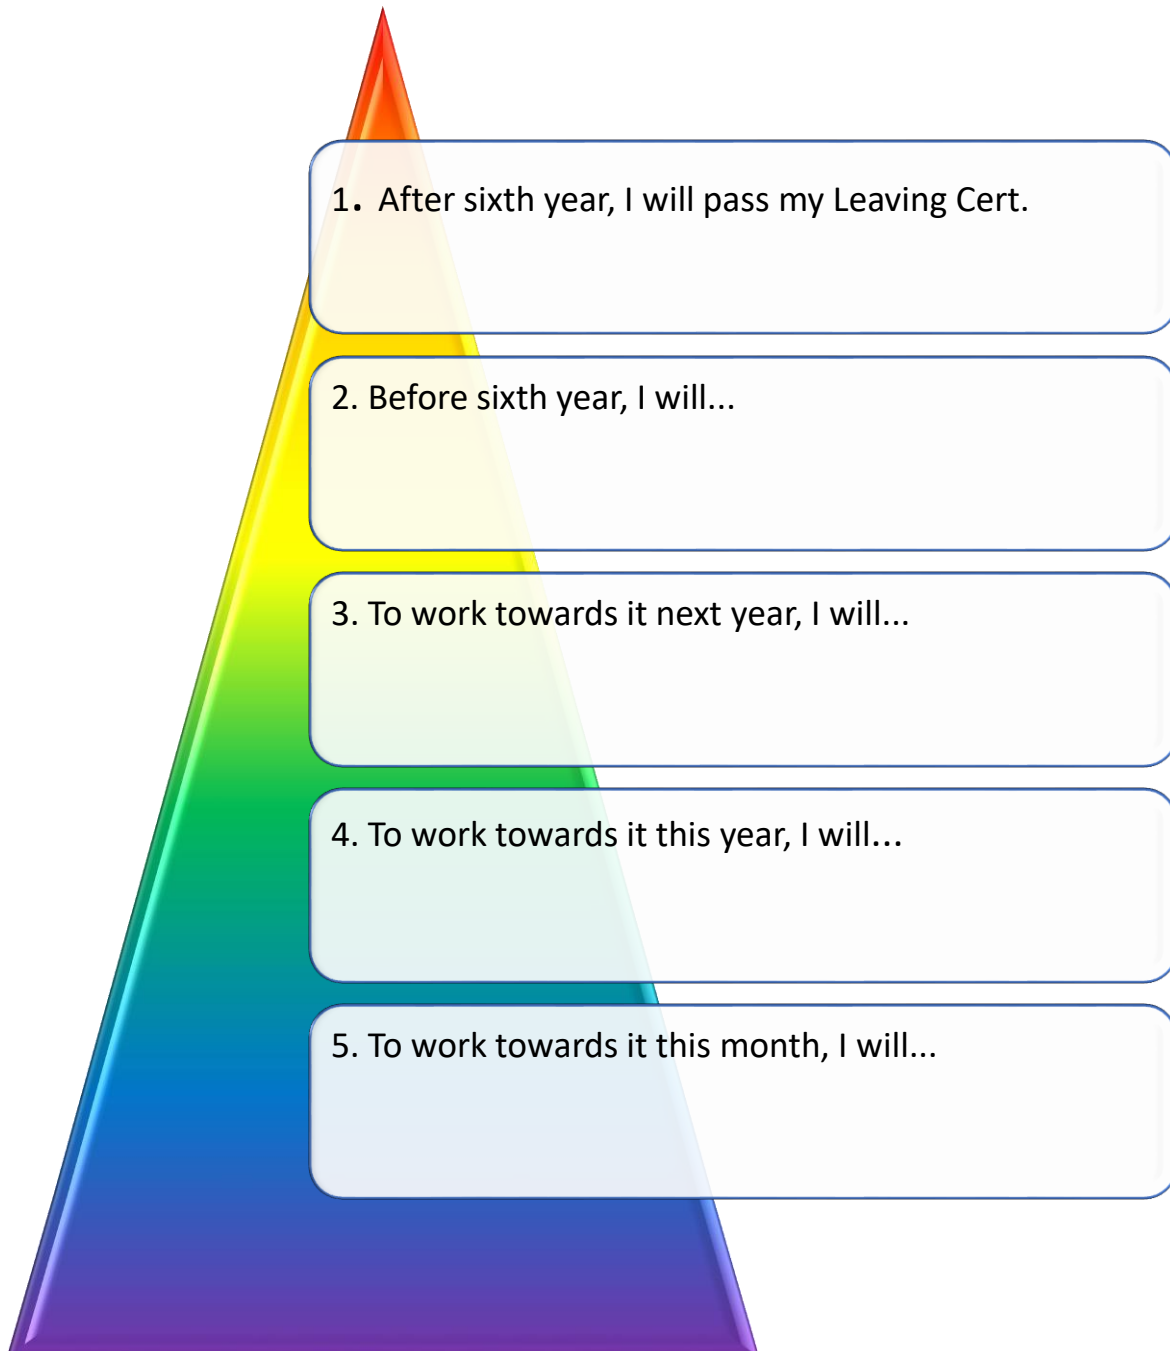 1. After sixth year, I will pass my Leaving Cert.
2. Before sixth year, I will...
3. To work towards it next year, I will...
4. To work towards it this year, I will...
5. To work towards it this month, I will...